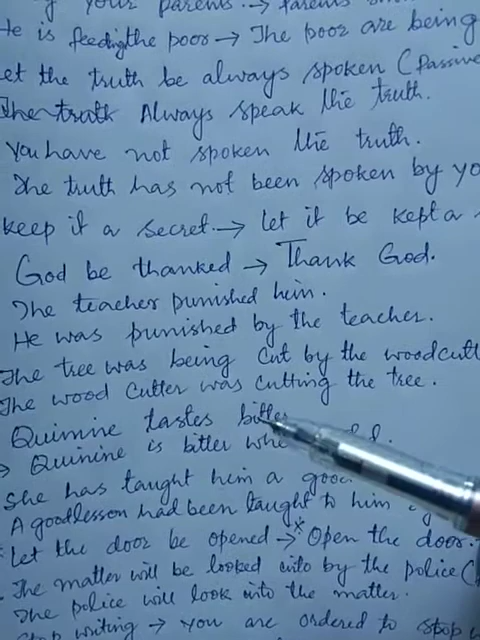 your parents. → parents
He is feeding the poor → The poor are being
Let the truth be always spoken (Passive
The truth Always speak the truth.
You have not spoken the truth.
The truth has not been spoken by yo
keep it a secret. → let it be kept a
God be thanked → Thank God.
The teacher punished him.
He was punished by the teacher.
The tree was being cut by the woodcutt
The wood cutter was cutting the tree.
Quinine tastes bitter
→ Quinine is bitter whe
She has taught him a good
A good lesson had been taught to him
Let the door be opened → Open the door.
The matter will be looked into by the police (
The police will look into the matter.
Stop writing → you are ordered to stop